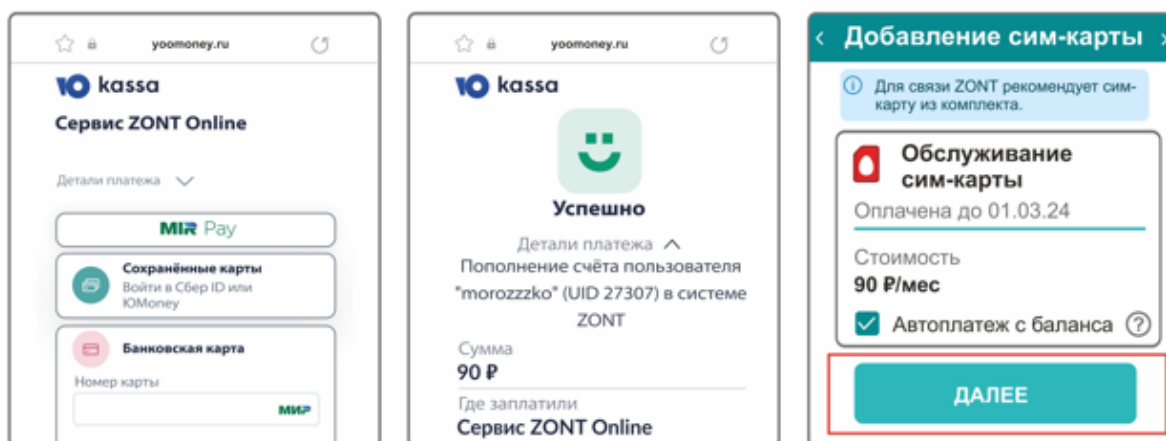 yoomoney.ru
Ю kassa
Сервис ZONT Online
Детали платежа
MIR Pay
Сохранённые карты
Войти в Сбер ID или
ЮMoney
Банковская карта
Номер карты
МИР
yoomoney.ru
Ю kassa
Успешно
Детали платежа
Пополнение счёта пользователя
"morozzzko" (UID 27307) в системе
ZONT
Сумма
90 ₽
Где заплатили
Сервис ZONT Online
< Добавление сим-карты >
Для связи ZONT рекомендует сим-
карту из комплекта.
Обслуживание
сим-карты
Оплачена до 01.03.24
Стоимость
90 ₽/мес
Автоплатеж с баланса ?
ДАЛЕЕ